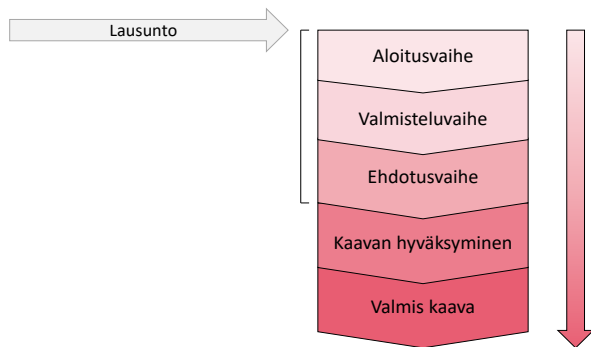 Lausunto
Aloitusvaihe
Valmisteluvaihe
Ehdotusvaihe
Kaavan hyväksyminen
Valmis kaava